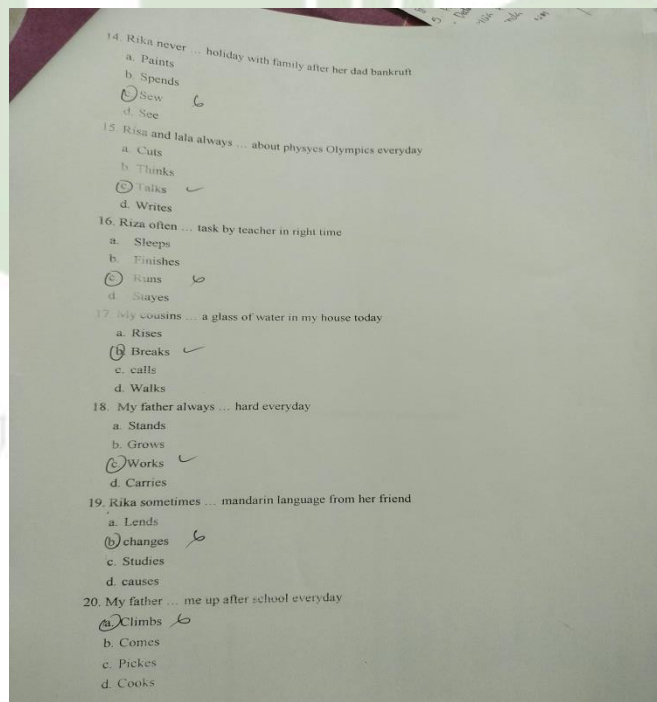 14. Rika never ... holiday with family after her dad bankruft
a. Paints
b. Spends
c. Sew
d. See
15. Risa and lala always ... about physycs Olympics everyday
a. Cuts
b. Thinks
c. Talks
d. Writes
16. Riza often ... task by teacher in right time
a. Sleeps
b. Finishes
c. Runs
d. Stayes
17. My cousins ... a glass of water in my house today
a. Rises
b. Breaks
c. calls
d. Walks
18. My father always ... hard everyday
a. Stands
b. Grows
c. Works
d. Carries
19. Rika sometimes ... mandarin language from her friend
a. Lends
b. changes
c. Studies
d. causes
20. My father ... me up after school everyday
a. Climbs
b. Comes
c. Pickes
d. Cooks